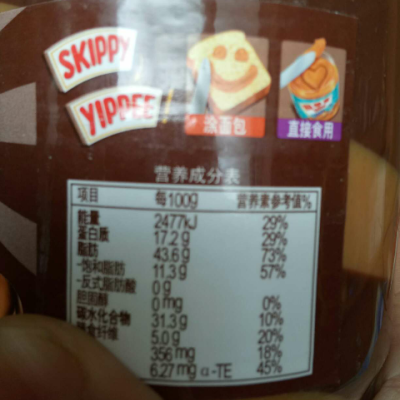 SKIPPY
YIPPEE!
涂面包
直接食用
营养成分表
项目 每100g 营养素参考值%
能量 2477kJ 29%
蛋白质 17.2g 29%
脂肪 43.6g 73%
-饱和脂肪 11.3g 57%
-反式脂肪酸 0g
胆固醇 0mg 0%
碳水化合物 31.3g 10%
膳食纤维 5.0g 20%
356mg 18%
6.27mg α-TE 45%